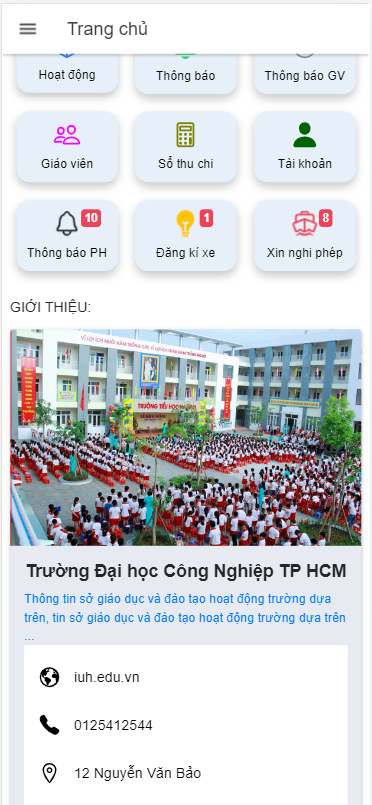 Trang chủ
Hoạt động
Thông báo
Thông báo GV
Giáo viên
Sổ thu chi
Tài khoản
10
1
8
Thông báo PH
Đăng kí xe
Xin nghi phép
GIỚI THIỆU:
Trường Đại học Công Nghiệp TP HCM
Thông tin sở giáo dục và đào tạo hoạt động trường dựa
trên, tin sở giáo dục và đào tạo hoạt động trường dựa trên
...
iuh.edu.vn
0125412544
12 Nguyễn Văn Bảo